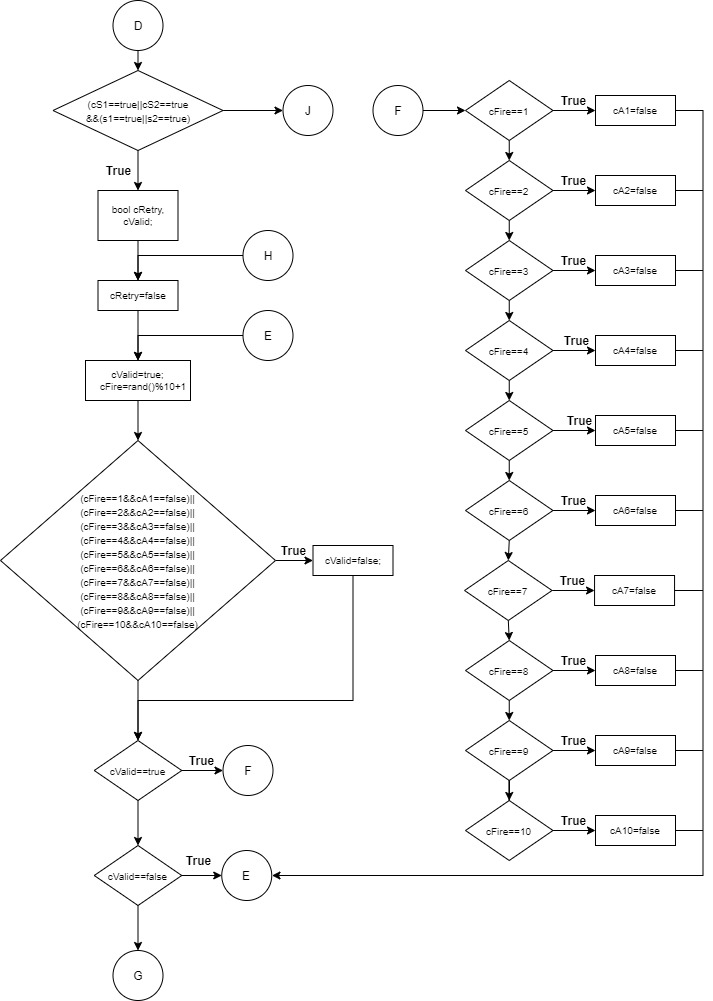 D
(cS1==true||cS2==true
&&(s1==true||s2==true)
J
True
bool cRetry,
cValid;
H
cRetry=false
E
cValid=true;
cFire=rand()%10+1
(cFire==1&&cA1==false)||
(cFire==2&&cA2==false)||
(cFire==3&&cA3==false)||
(cFire==4&&cA4==false)||
(cFire==5&&cA5==false)||
(cFire==6&&cA6==false)||
(cFire==7&&cA7==false)||
(cFire==8&&cA8==false)||
(cFire==9&&cA9==false)||
(cFire==10&&cA10==false)
True
cValid=false;
cValid==true
True
F
cValid==false
True
E
G
F
cFire==1
True
cA1=false
cFire==2
True
cA2=false
cFire==3
True
cA3=false
cFire==4
True
cA4=false
cFire==5
True
cA5=false
cFire==6
True
cA6=false
cFire==7
True
cA7=false
cFire==8
True
cA8=false
cFire==9
True
cA9=false
cFire==10
True
cA10=false